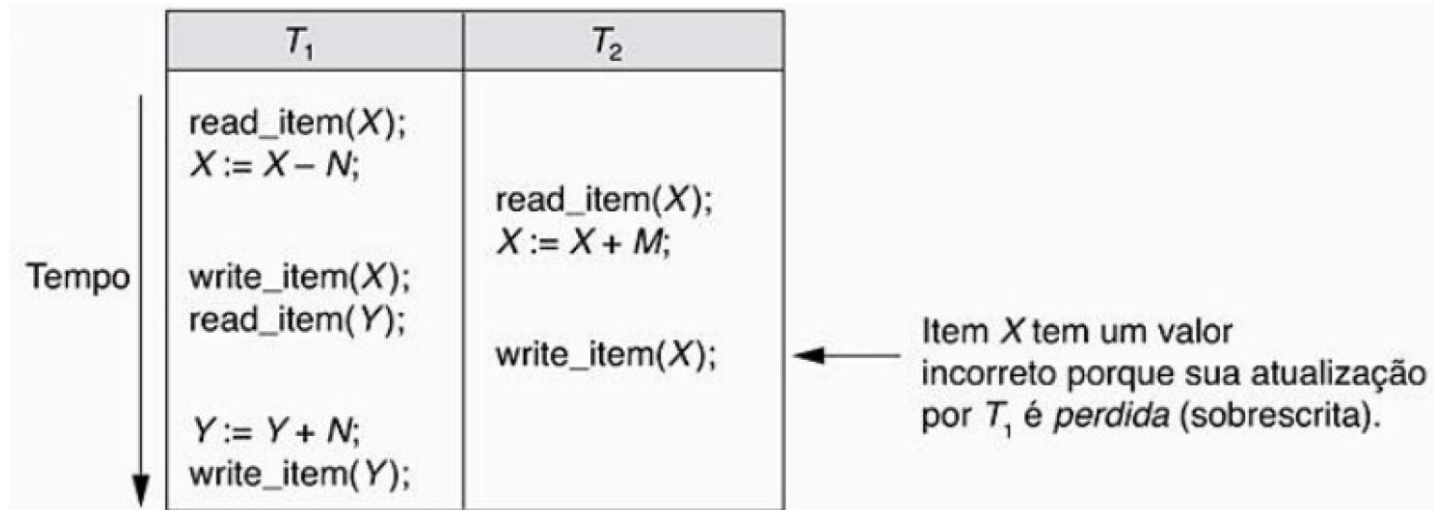 T₁ T₂
read_item(X);
X := X – N;
read_item(X);
X := X + M;
Tempo
write_item(X);
read_item(Y);
write_item(X);
Item X tem um valor
incorreto porque sua atualização
por T₁ é perdida (sobrescrita).
Y := Y + N;
write_item(Y);